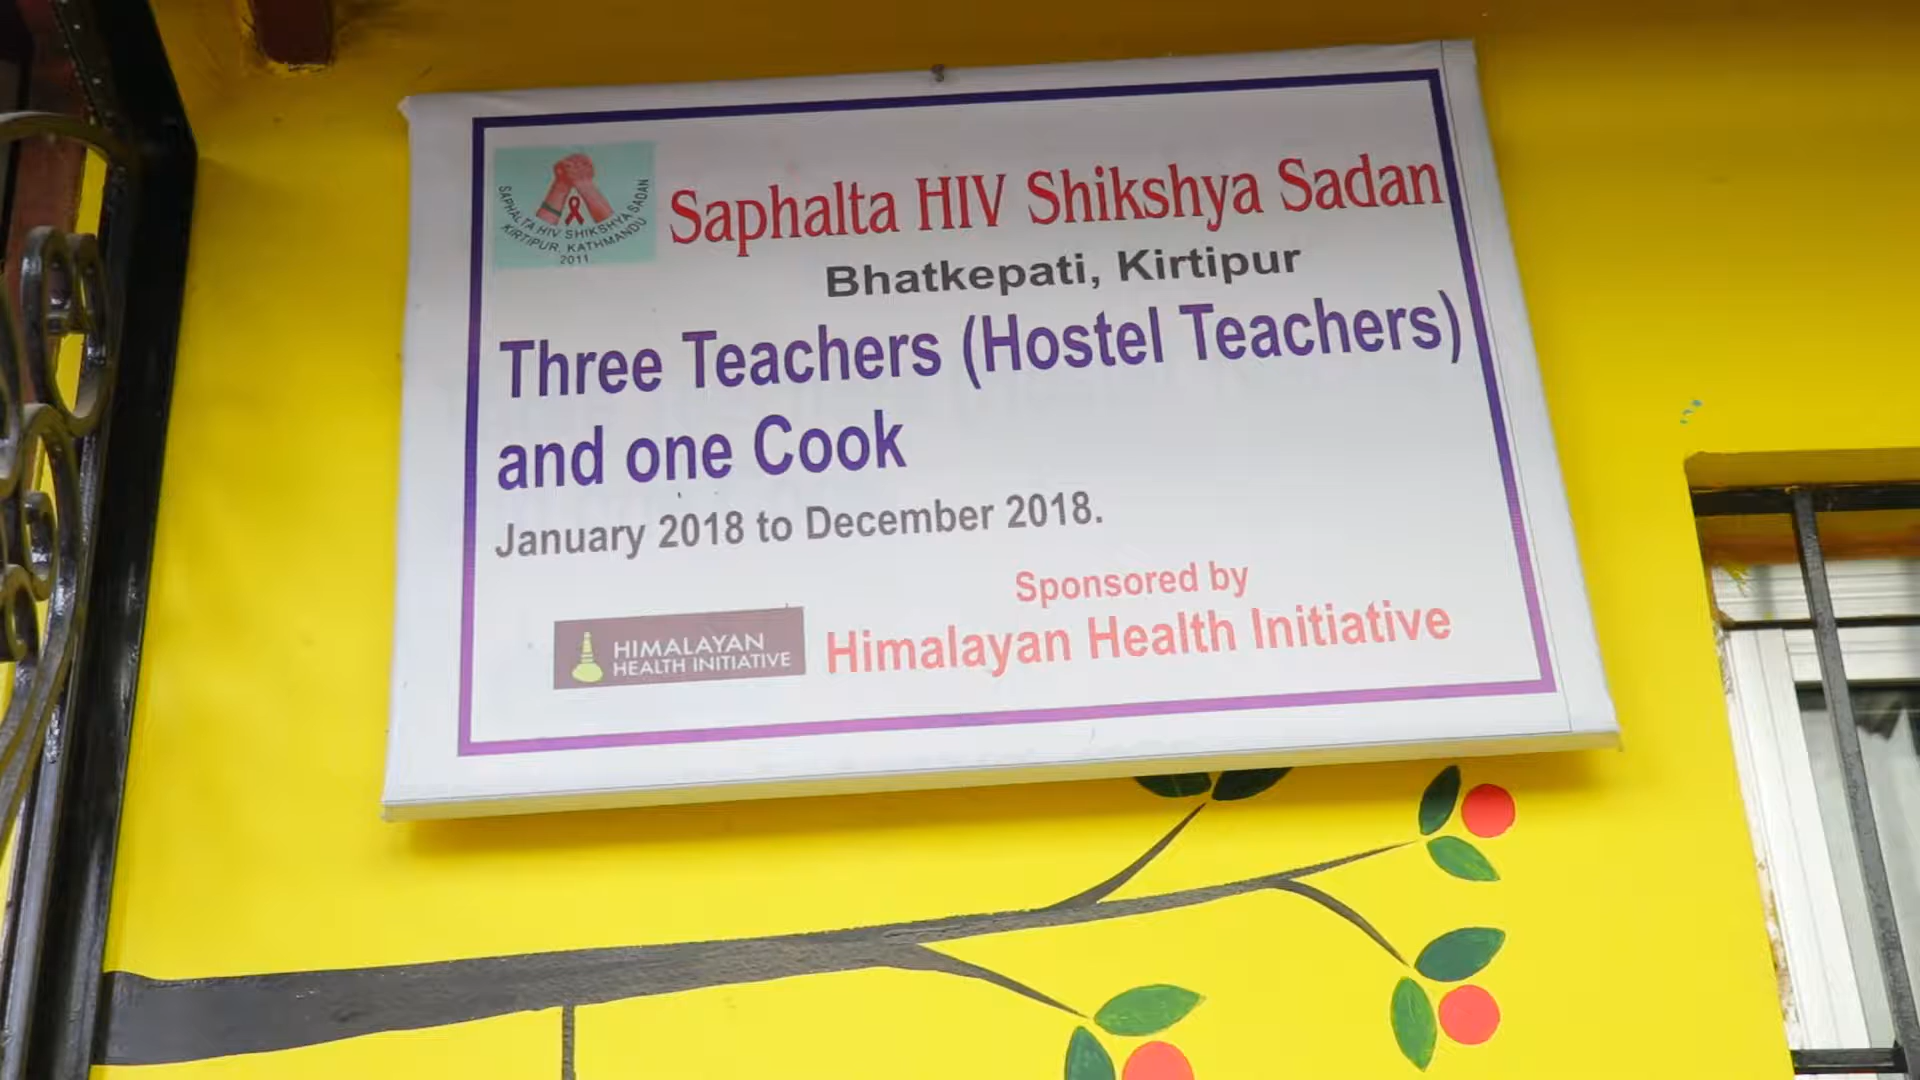 SAPHALTA HIV SHIKSHYA SADAN
KIRTIPUR, KATHMANDU
2011
Saphalta HIV Shikshya Sadan
Bhatkepati, Kirtipur
Three Teachers (Hostel Teachers)
and one Cook
January 2018 to December 2018.
Sponsored by
HIMALAYAN
HEALTH INITIATIVE
Himalayan Health Initiative